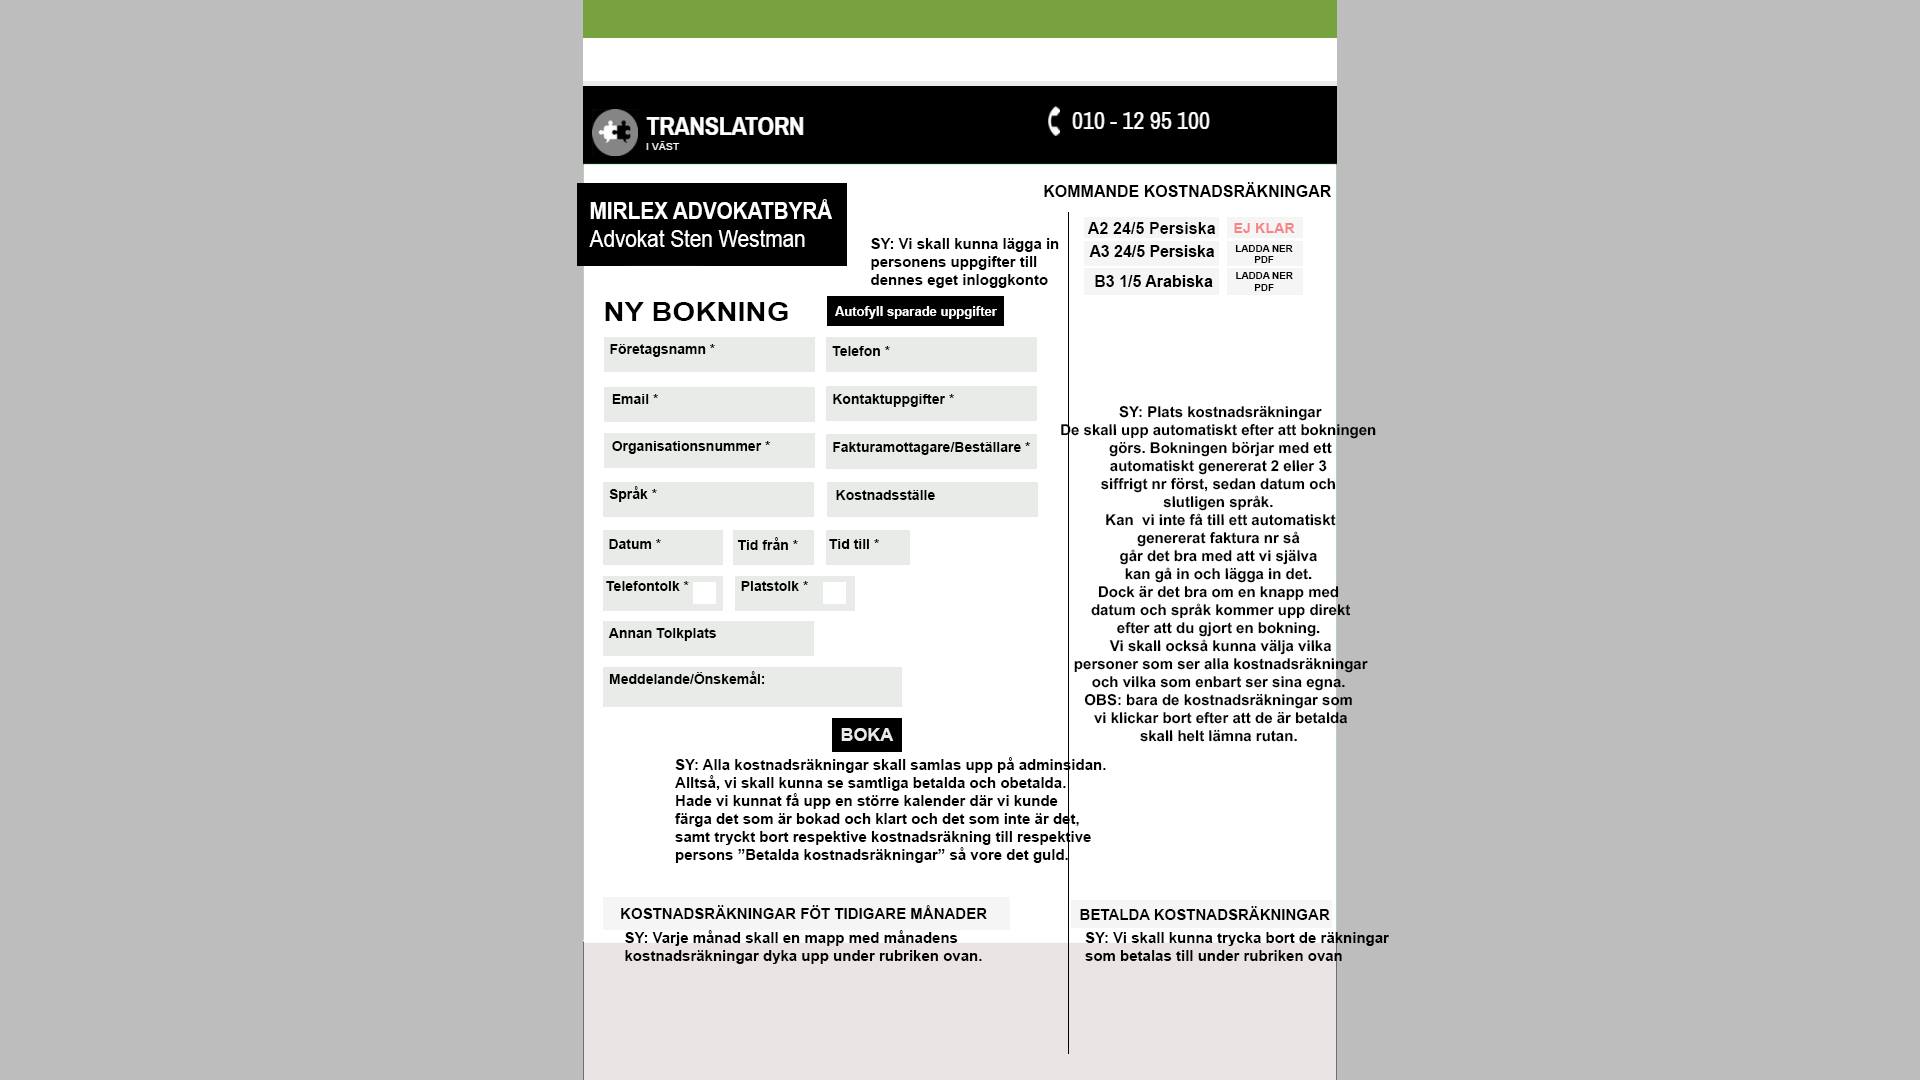 TRANSLATORN
I VÄST
010 - 12 95 100
MIRLEX ADVOKATBYRÅ
Advokat Sten Westman
SY: Vi skall kunna lägga in
personens uppgifter till
dennes eget inloggkonto
NY BOKNING
Autofyll sparade uppgifter
Företagsnamn *
Telefon *
Email *
Kontaktuppgifter *
Organisationsnummer *
Fakturamottagare/Beställare *
Språk *
Kostnadsställe
Datum *
Tid från *
Tid till *
Telefontolk *
Platstolk *
Annan Tolkplats
Meddelande/Önskemål:
BOKA
SY: Alla kostnadsräkningar skall samlas upp på adminsidan.
Alltså, vi skall kunna se samtliga betalda och obetalda.
Hade vi kunnat få upp en större kalender där vi kunde
färga det som är bokad och klart och det som inte är det,
samt tryckt bort respektive kostnadsräkning till respektive
persons ”Betalda kostnadsräkningar” så vore det guld.
KOSTNADSRÄKNINGAR FÖT TIDIGARE MÅNADER
SY: Varje månad skall en mapp med månadens
kostnadsräkningar dyka upp under rubriken ovan.
KOMMANDE KOSTNADSRÄKNINGAR
A2 24/5 Persiska
EJ KLAR
A3 24/5 Persiska
LADDA NER
PDF
B3 1/5 Arabiska
LADDA NER
PDF
SY: Plats kostnadsräkningar
De skall upp automatiskt efter att bokningen
görs. Bokningen börjar med ett
automatiskt genererat 2 eller 3
siffrigt nr först, sedan datum och
slutligen språk.
Kan vi inte få till ett automatiskt
genererat faktura nr så
går det bra med att vi själva
kan gå in och lägga in det.
Dock är det bra om en knapp med
datum och språk kommer upp direkt
efter att du gjort en bokning.
Vi skall också kunna välja vilka
personer som ser alla kostnadsräkningar
och vilka som enbart ser sina egna.
OBS: bara de kostnadsräkningar som
vi klickar bort efter att de är betalda
skall helt lämna rutan.
BETALDA KOSTNADSRÄKNINGAR
SY: Vi skall kunna trycka bort de räkningar
som betalas till under rubriken ovan